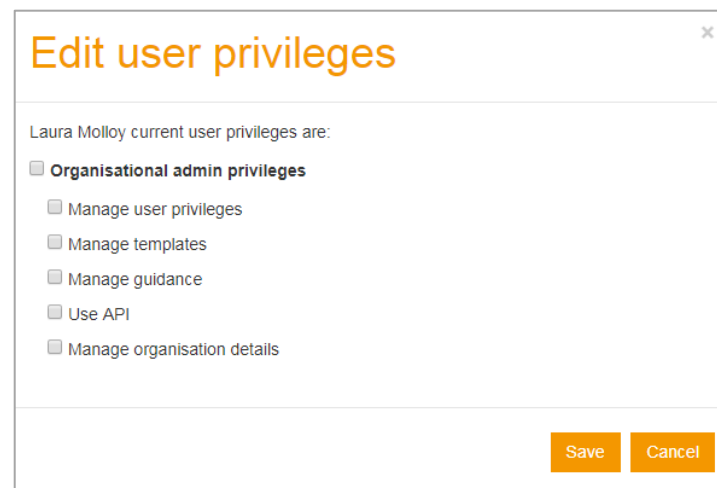 ×
Edit user privileges
Laura Molloy current user privileges are:
Organisational admin privileges
Manage user privileges
Manage templates
Manage guidance
Use API
Manage organisation details
Save Cancel